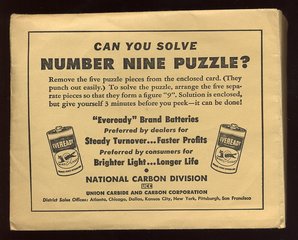 CAN YOU SOLVE
NUMBER NINE PUZZLE?
Remove the five puzzle pieces from the enclosed card. (They
punch out easily.) To solve the puzzle, arrange the five sepa-
rate pieces so that they form a figure "9". Solution is enclosed,
but give yourself 3 minutes before you peek—it can be done!
"Eveready" Brand Batteries
Preferred by dealers for
Steady Turnover...Faster Profits
Preferred by consumers for
Brighter Light...Longer Life
EVEREADY
EVEREADY
NATIONAL CARBON DIVISION
UCC
UNION CARBIDE AND CARBON CORPORATION
District Sales Offices: Atlanta, Chicago, Dallas, Kansas City, New York, Pittsburgh, San Francisco